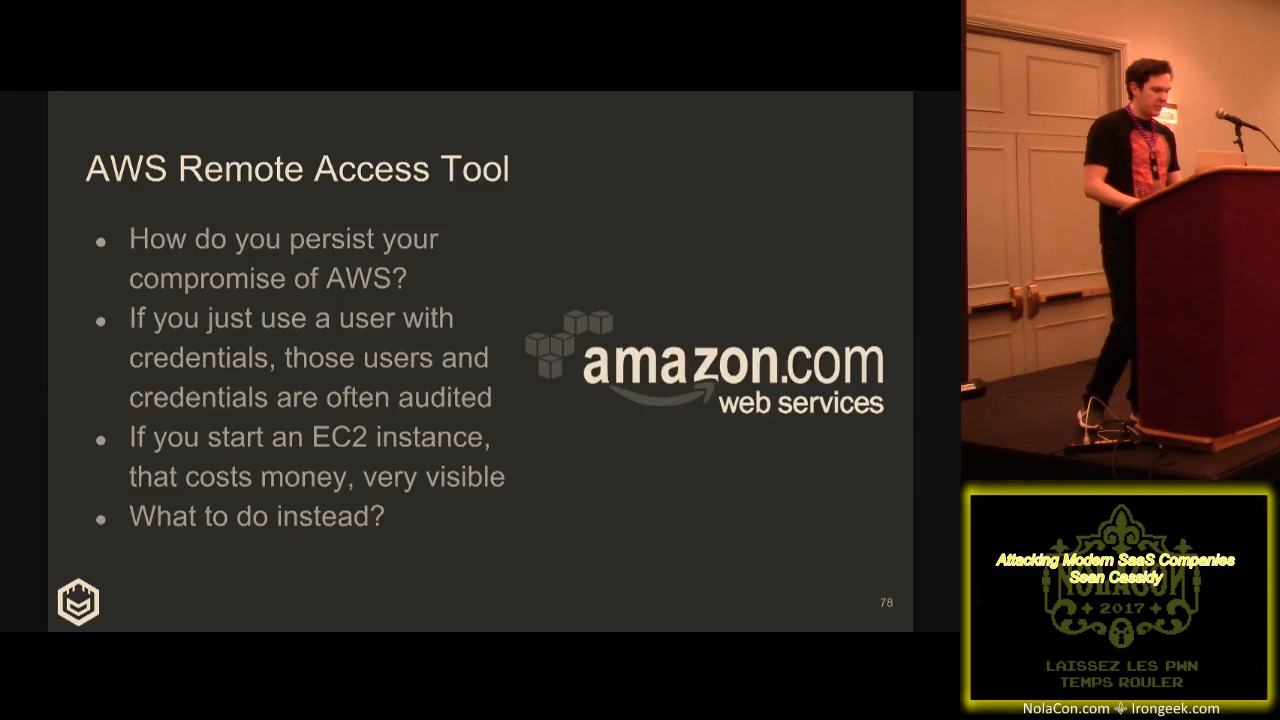 AWS Remote Access Tool
● How do you persist your
compromise of AWS?
● If you just use a user with
credentials, those users and
credentials are often audited
● If you start an EC2 instance,
that costs money, very visible
● What to do instead?
amazon.com
web services
78
Attacking Modern SaaS Companies
Sean Cassidy
NOLACON
2017
LAISSEZ LES PWN
TEMPS ROULER
NolaCon.com ⚜ Irongeek.com